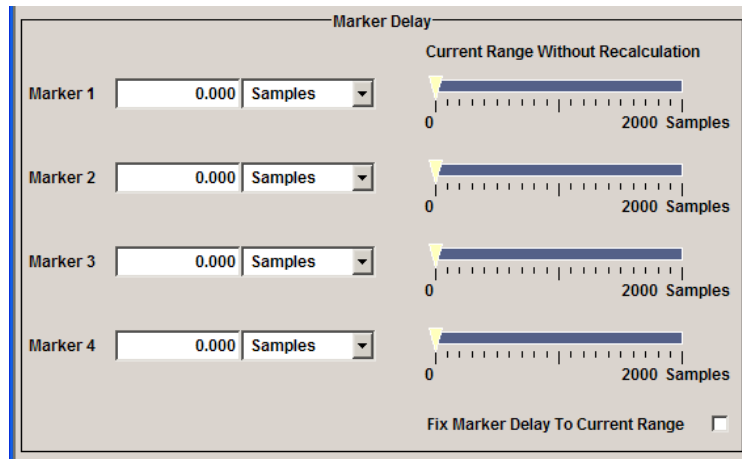 Marker Delay
Current Range Without Recalculation
Marker 1 0.000 Samples
0 2000 Samples
Marker 2 0.000 Samples
0 2000 Samples
Marker 3 0.000 Samples
0 2000 Samples
Marker 4 0.000 Samples
0 2000 Samples
Fix Marker Delay To Current Range